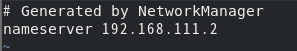 # Generated by NetworkManager
nameserver 192.168.111.2
~